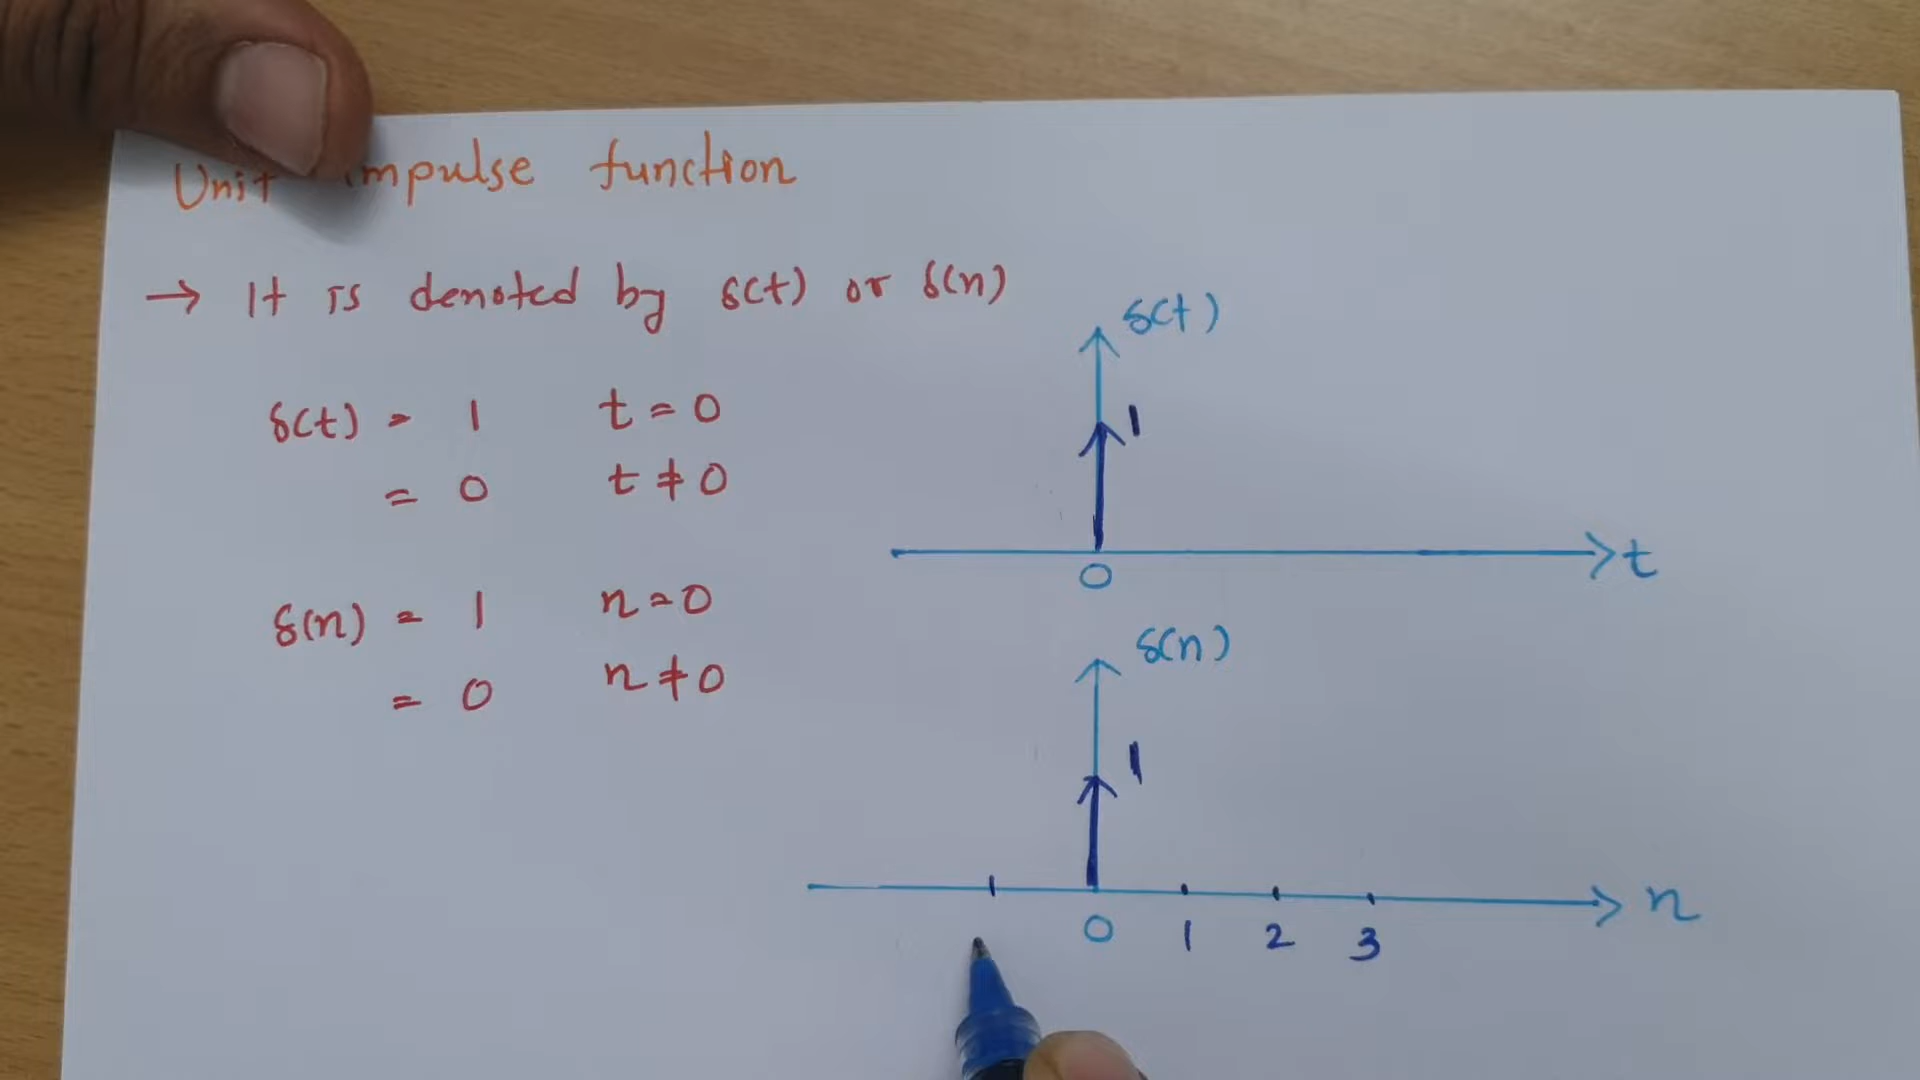 Unit impulse function
→ It is denoted by δ(t) or δ(n)
δ(t) = 1 t = 0
= 0 t ≠ 0
δ(n) = 1 n = 0
= 0 n ≠ 0
δ(t)
1
0
t
δ(n)
1
n
0 1 2 3